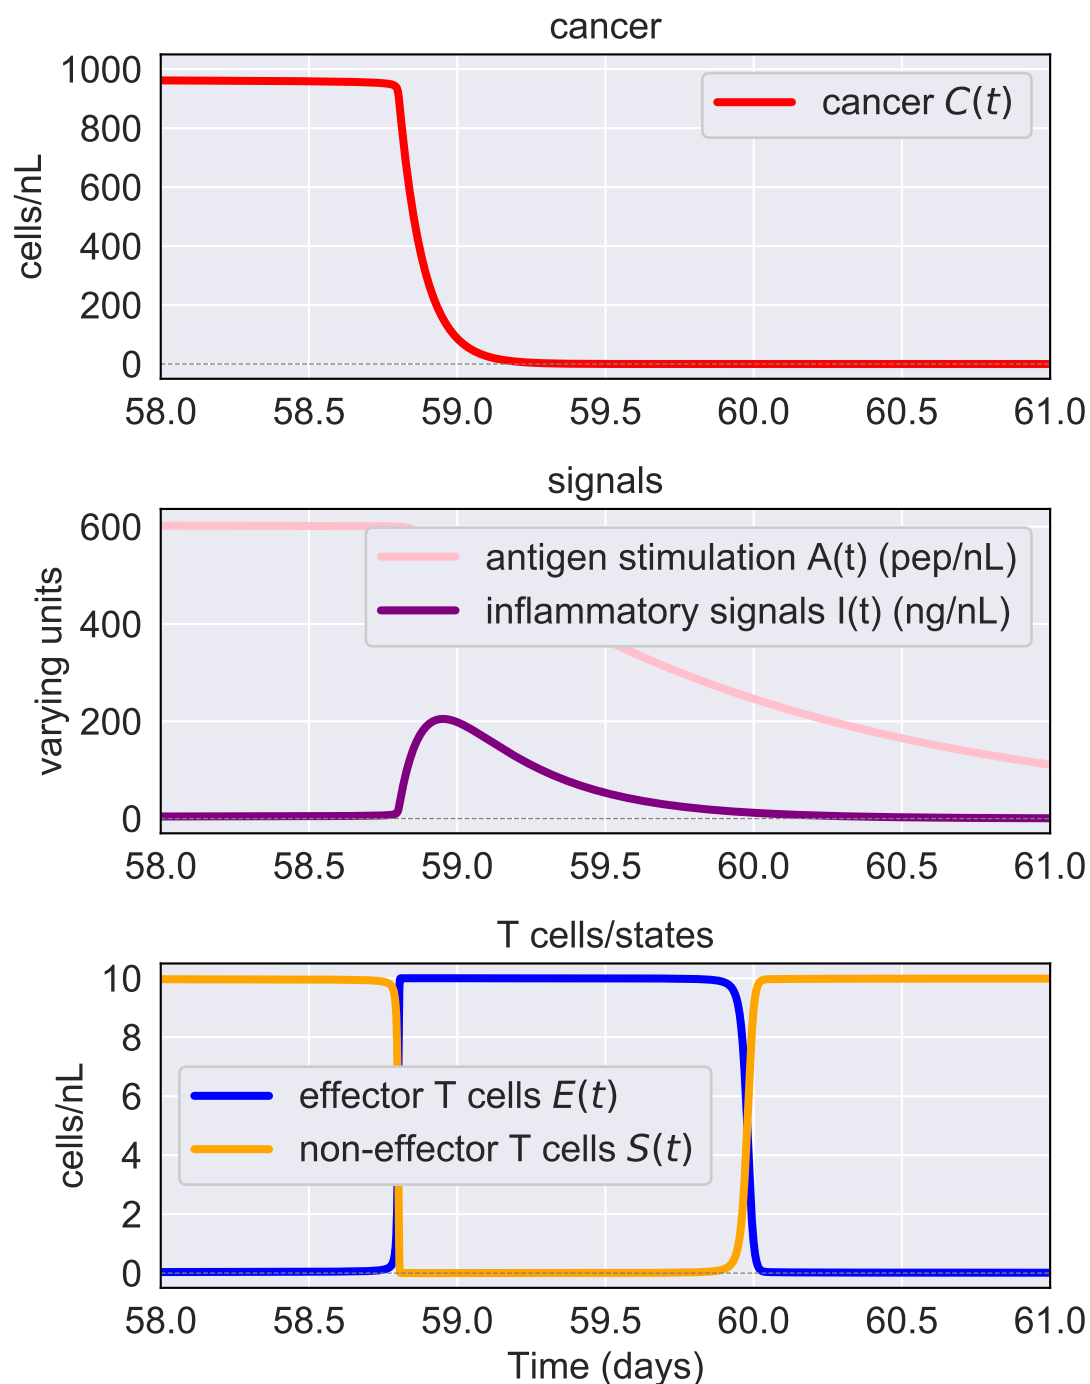 cancer
1000
800
600
400
200
0
cells/nL
cancer C(t)
58.0 58.5 59.0 59.5 60.0 60.5 61.0
signals
600
400
200
0
varying units
antigen stimulation A(t) (pep/nL)
inflammatory signals I(t) (ng/nL)
58.0 58.5 59.0 59.5 60.0 60.5 61.0
T cells/states
10
8
6
4
2
0
cells/nL
effector T cells E(t)
non-effector T cells S(t)
58.0 58.5 59.0 59.5 60.0 60.5 61.0
Time (days)